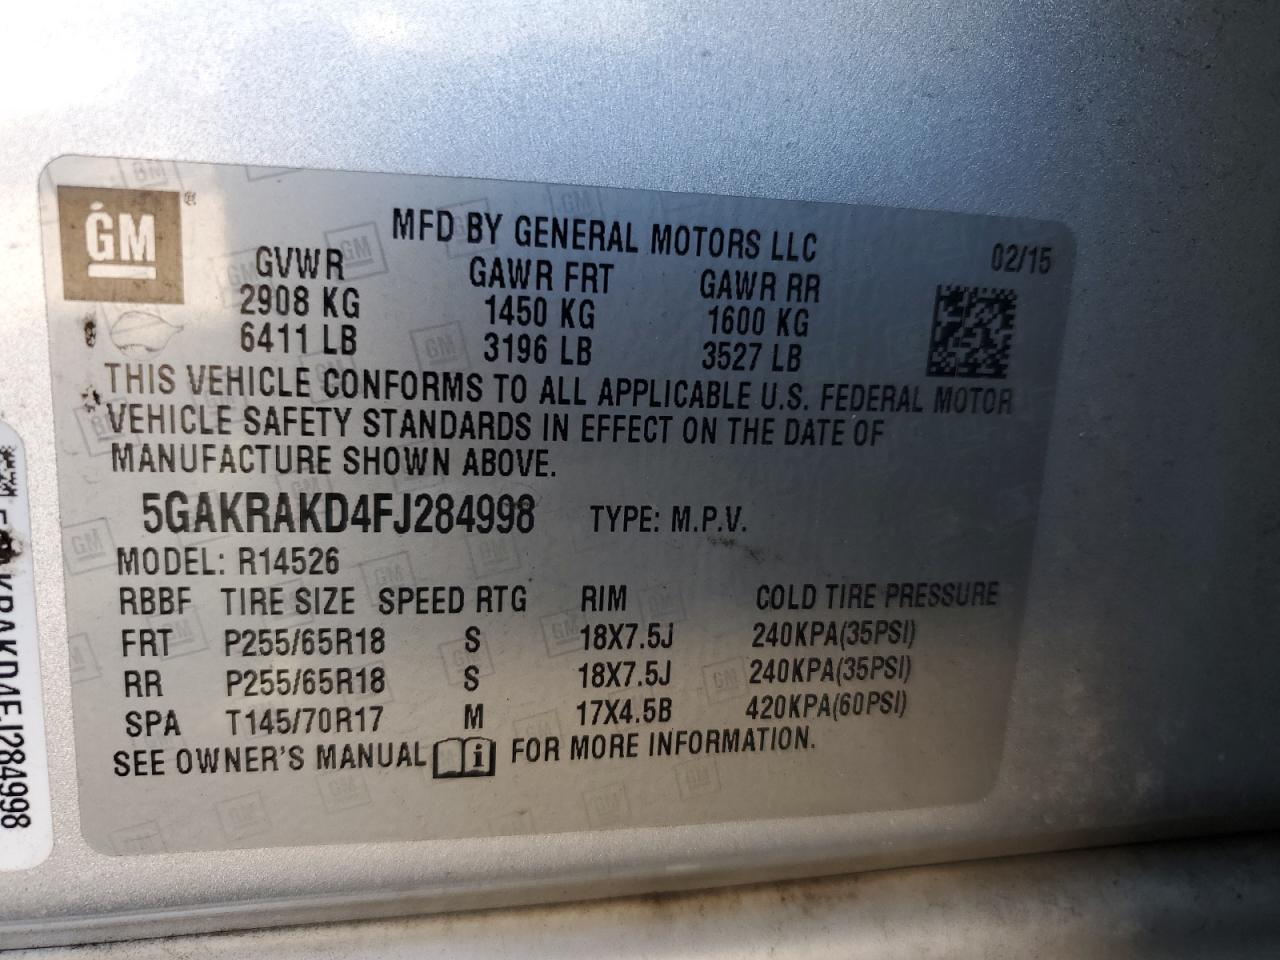 GM®
MFD BY GENERAL MOTORS LLC 02/15
GVWR GAWR FRT GAWR RR
2908 KG 1450 KG 1600 KG
6411 LB 3196 LB 3527 LB
THIS VEHICLE CONFORMS TO ALL APPLICABLE U.S. FEDERAL MOTOR
VEHICLE SAFETY STANDARDS IN EFFECT ON THE DATE OF
MANUFACTURE SHOWN ABOVE.
5GAKRAKD4FJ284998 TYPE: M.P.V.
MODEL: R14526
RBBF TIRE SIZE SPEED RTG RIM COLD TIRE PRESSURE
FRT P255/65R18 S 18X7.5J 240KPA(35PSI)
RR P255/65R18 S 18X7.5J 240KPA(35PSI)
SPA T145/70R17 M 17X4.5B 420KPA(60PSI)
SEE OWNER'S MANUAL i FOR MORE INFORMATION.